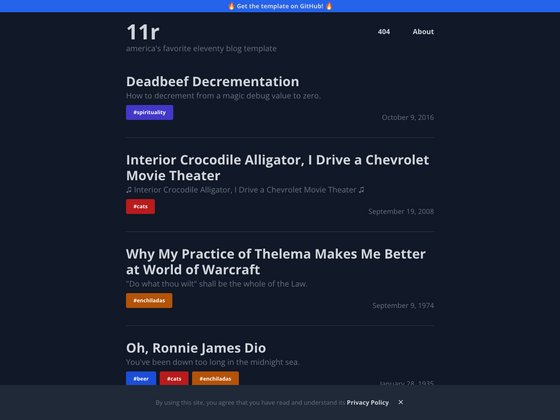 🔥 Get the template on GitHub! 🔥
11r
404 About
america's favorite eleventy blog template
Deadbeef Decrementation
How to decrement from a magic debug value to zero.
#spirituality
October 9, 2016
Interior Crocodile Alligator, I Drive a Chevrolet
Movie Theater
♫ Interior Crocodile Alligator, I Drive a Chevrolet Movie Theater ♫
#cats
September 19, 2008
Why My Practice of Thelema Makes Me Better
at World of Warcraft
"Do what thou wilt" shall be the whole of the Law.
#enchiladas
September 9, 1974
Oh, Ronnie James Dio
You've been down too long in the midnight sea.
#beer #cats #enchiladas
January 28, 1935
By using this site, you agree that you have read and understand its Privacy Policy ✕